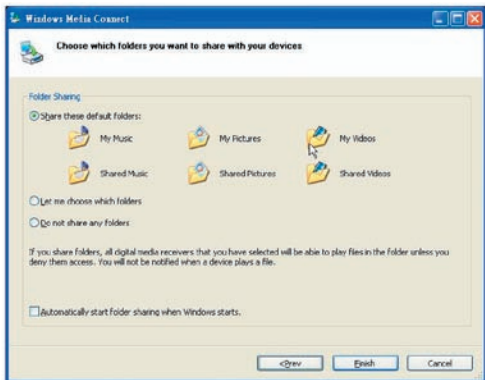 Windows Media Connect
Choose which folders you want to share with your devices
Folder Sharing
Share these default folders:
My Music My Pictures My Videos
Shared Music Shared Pictures Shared Videos
Let me choose which folders
Do not share any folders
If you share folders, all digital media receivers that you have selected will be able to play files in the folder unless you
deny them access. You will not be notified when a device plays a file.
Automatically start folder sharing when Windows starts.
<Prev Finish Cancel